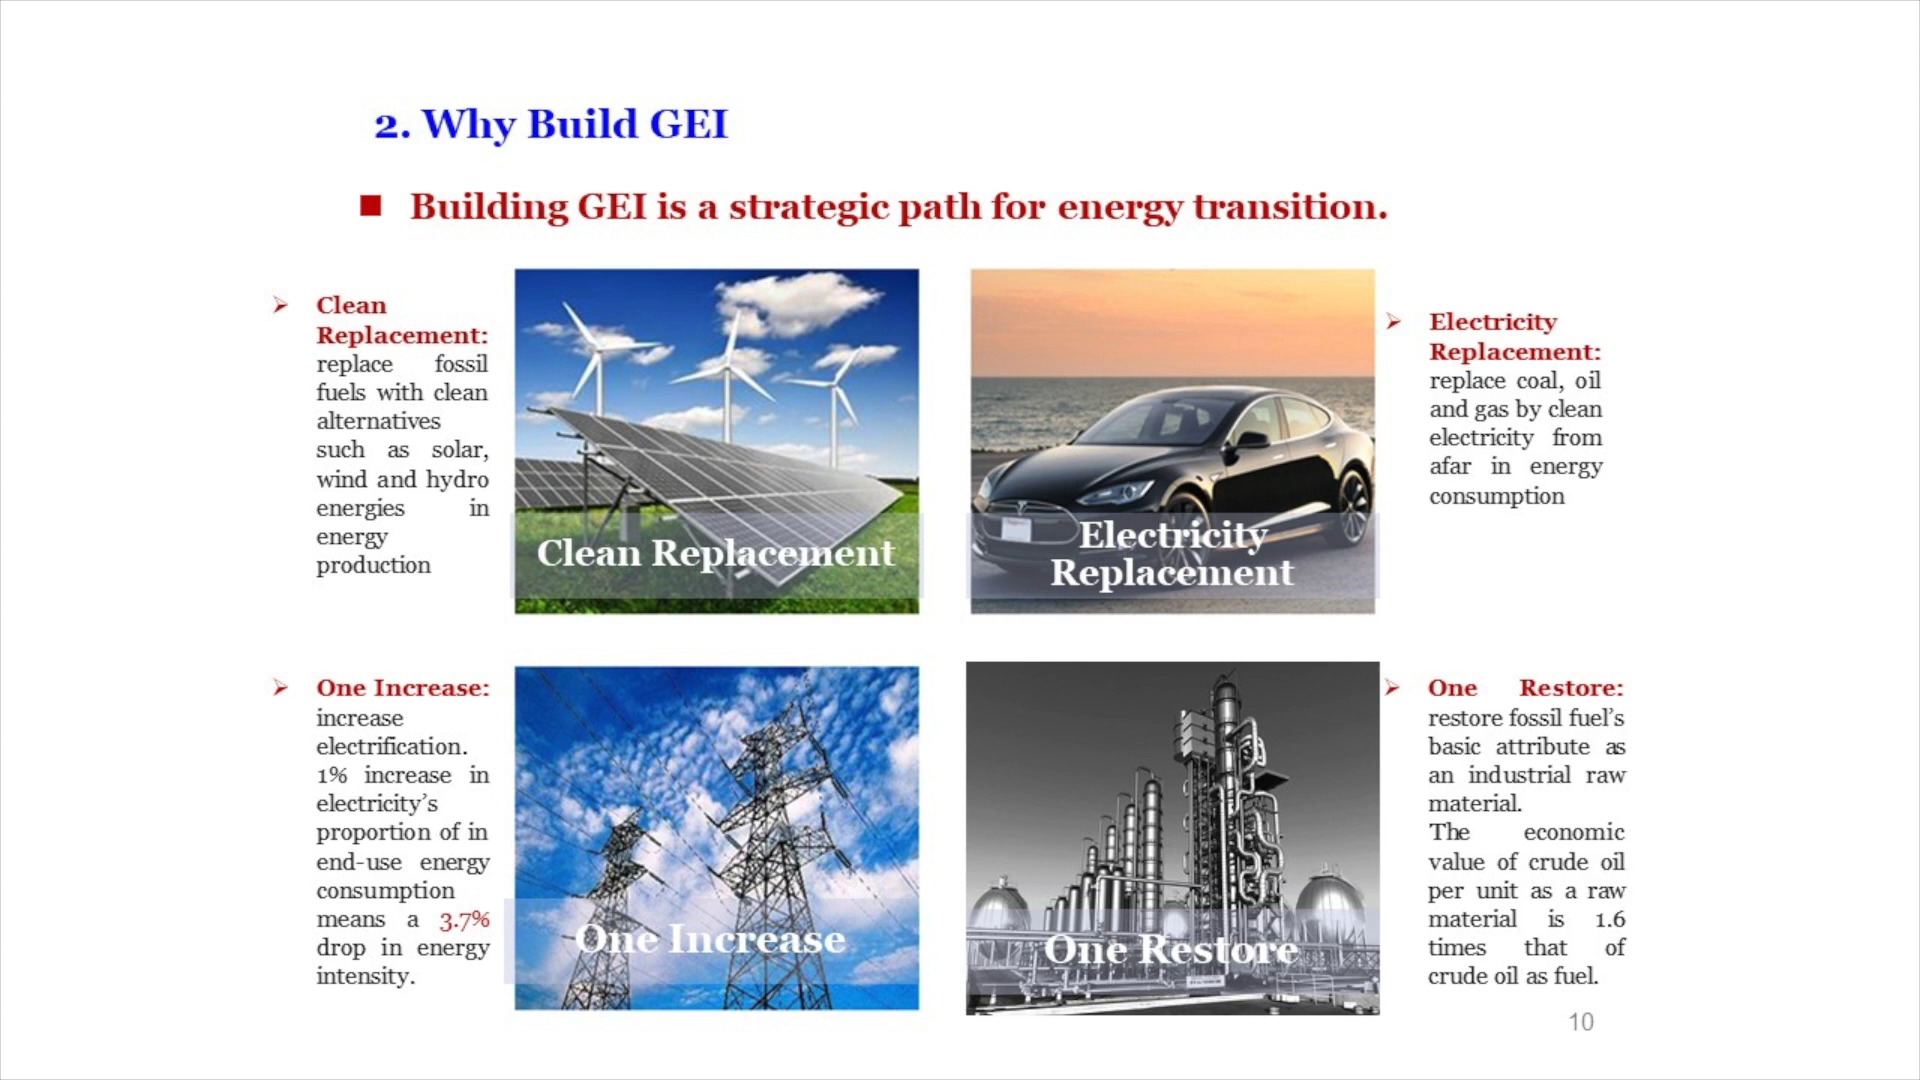 2. Why Build GEI
■ Building GEI is a strategic path for energy transition.
➢ Clean
Replacement:
replace fossil
fuels with clean
alternatives
such as solar,
wind and hydro
energies in
energy
production
Clean Replacement
Electricity
Replacement
➢ Electricity
Replacement:
replace coal, oil
and gas by clean
electricity from
afar in energy
consumption
➢ One Increase:
increase
electrification.
1% increase in
electricity’s
proportion of in
end-use energy
consumption
means a 3.7%
drop in energy
intensity.
One Increase
One Restore
➢ One Restore:
restore fossil fuel’s
basic attribute as
an industrial raw
material.
The economic
value of crude oil
per unit as a raw
material is 1.6
times that of
crude oil as fuel.
10